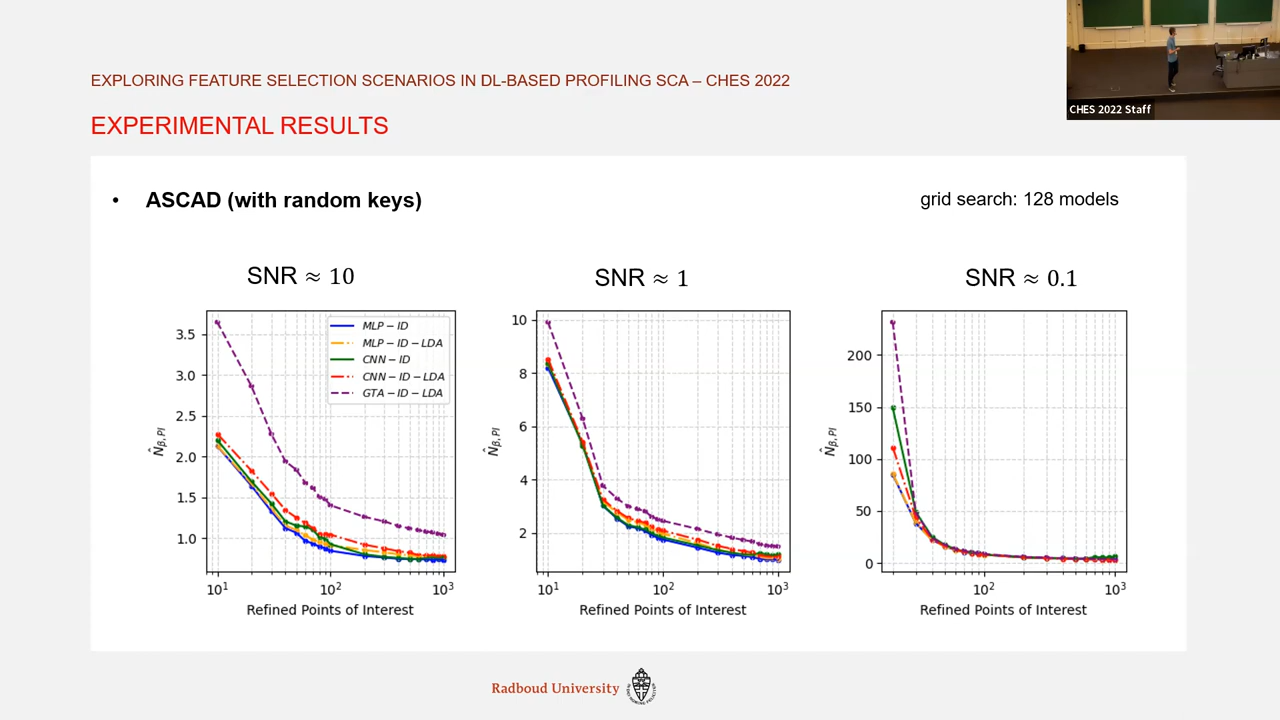 CHES 2022 Staff
EXPLORING FEATURE SELECTION SCENARIOS IN DL-BASED PROFILING SCA – CHES 2022
EXPERIMENTAL RESULTS
• ASCAD (with random keys)
grid search: 128 models
SNR ≈ 10
SNR ≈ 1
SNR ≈ 0.1
3.5
3.0
2.5
2.0
1.5
1.0
N̂β,PI
MLP − ID
MLP − ID − LDA
CNN − ID
CNN − ID − LDA
GTA − ID − LDA
10¹ 10² 10³
Refined Points of Interest
10
8
6
4
2
N̂β,PI
10¹ 10² 10³
Refined Points of Interest
200
150
100
50
0
N̂β,PI
10² 10³
Refined Points of Interest
Radboud University